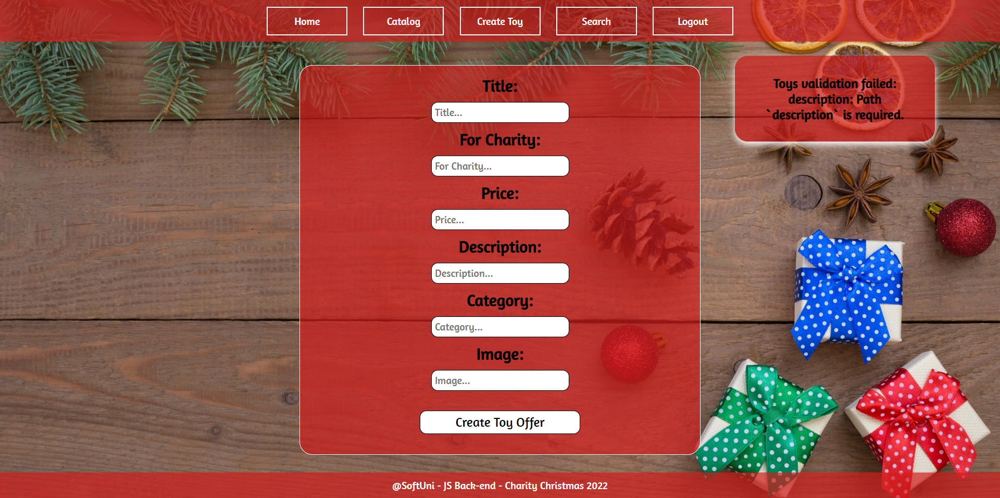 Home
Catalog
Create Toy
Search
Logout
Toys validation failed:
description: Path
`description` is required.
Title:
Title...
For Charity:
For Charity...
Price:
Price...
Description:
Description...
Category:
Category...
Image:
Image...
Create Toy Offer
@SoftUni - JS Back-end - Charity Christmas 2022